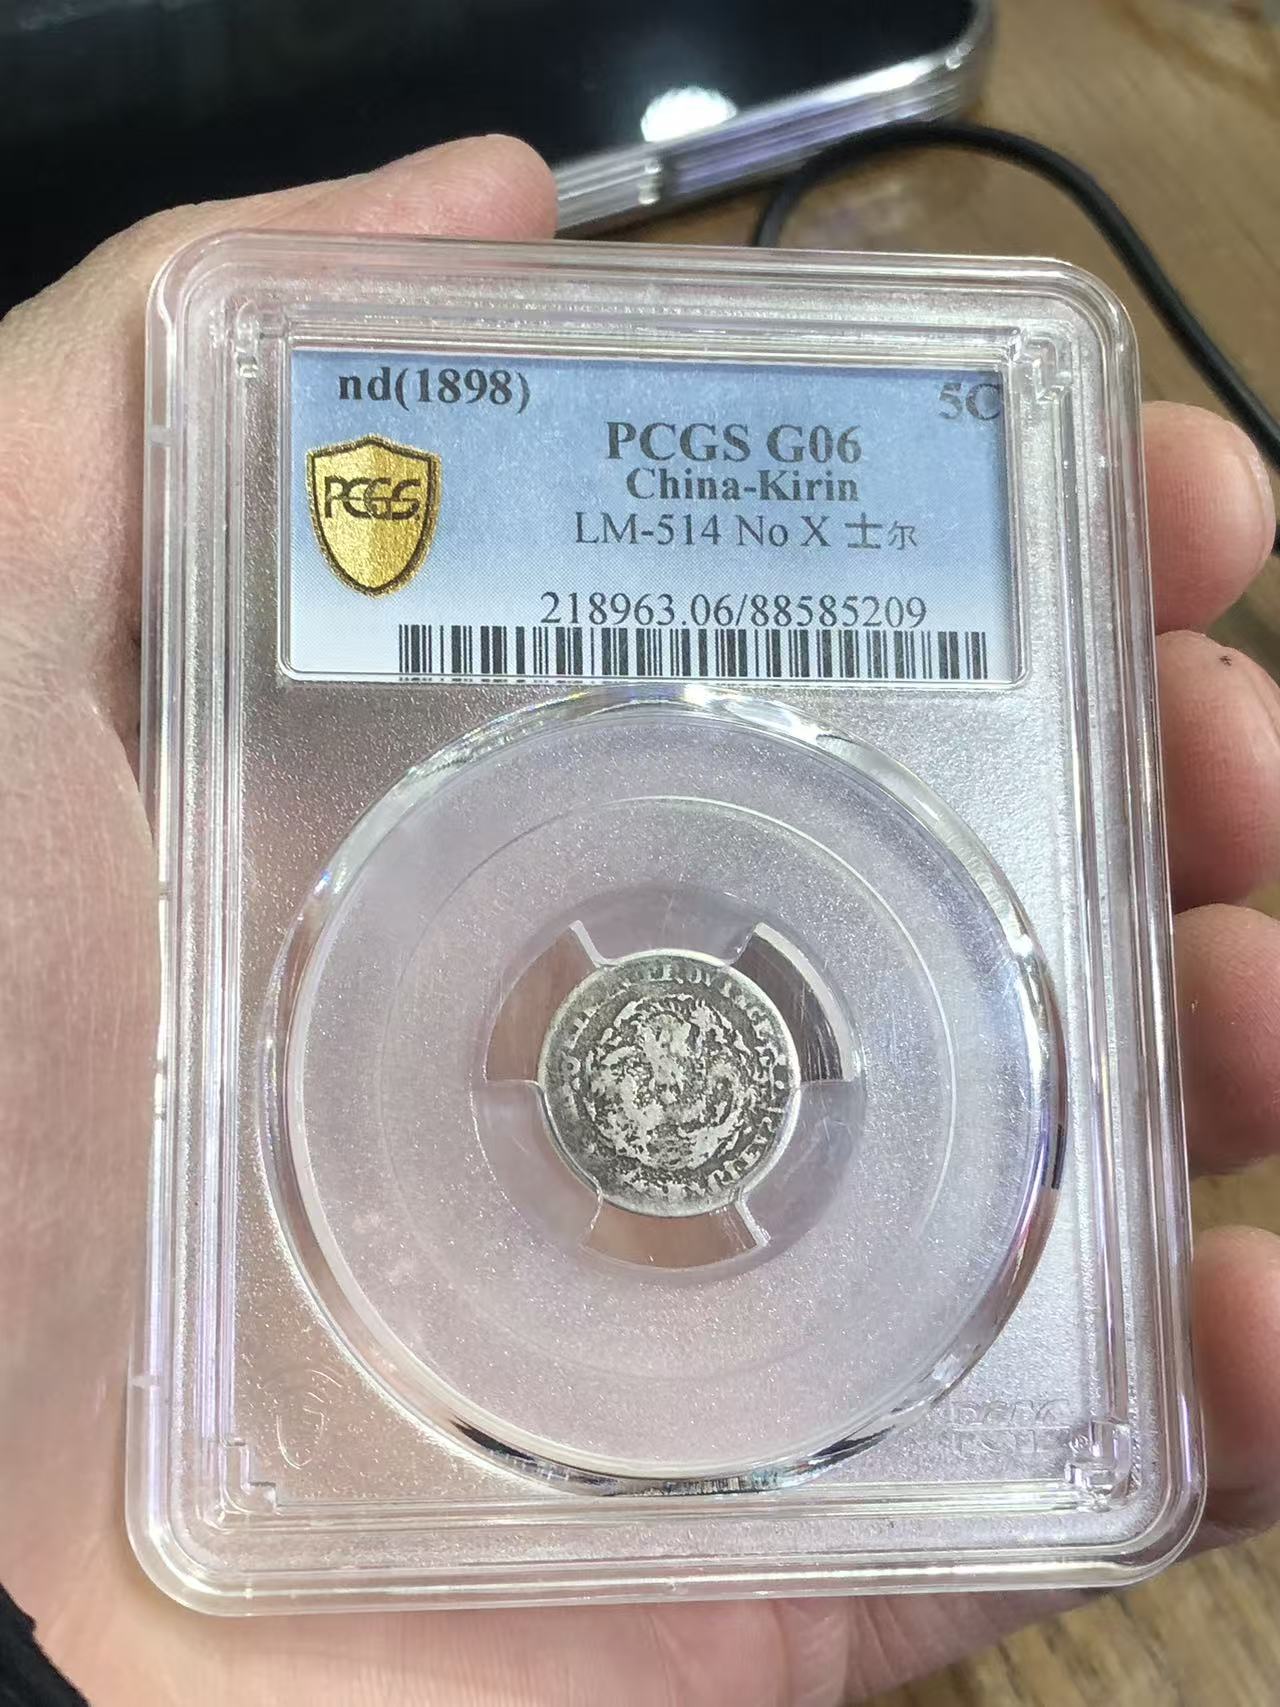 nd(1898) 5C
PCGS G06
China-Kirin
LM-514 No X 士尔
218963.06/88585209
PCGS